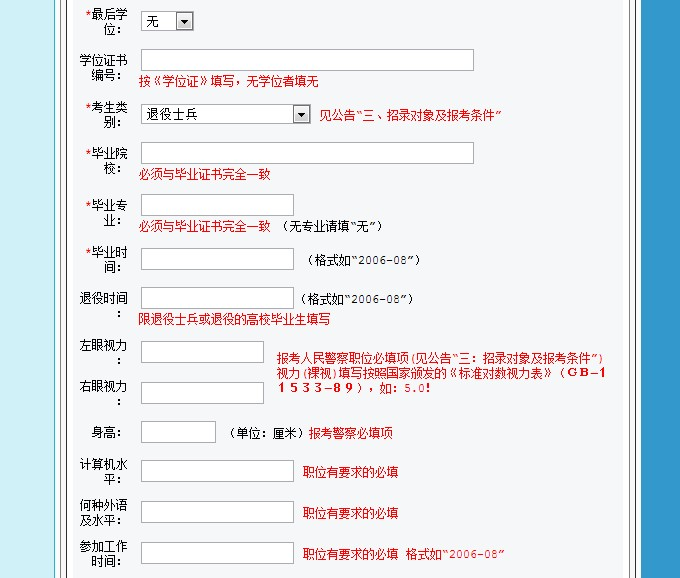 *最后学
位：
无
学位证书
编号：
按《学位证》填写，无学位者填无
*考生类
别：
退役士兵
见公告“三、招录对象及报考条件”
*毕业院
校：
必须与毕业证书完全一致
*毕业专
业：
必须与毕业证书完全一致 （无专业请填“无”）
*毕业时
间：
（格式如“2006-08”）
退役时间
：
（格式如“2006-08”）
限退役士兵或退役的高校毕业生填写
左眼视力
：
报考人民警察职位必填项(见公告“三：招录对象及报考条件”)
视力(裸视)填写按照国家颁发的《标准对数视力表》（ＧＢ－１
１５３３－８９），如：5.0！
右眼视力
：
身高：
（单位：厘米）报考警察必填项
计算机水
平：
职位有要求的必填
何种外语
及水平：
职位有要求的必填
参加工作
时间：
职位有要求的必填 格式如“2006-08”